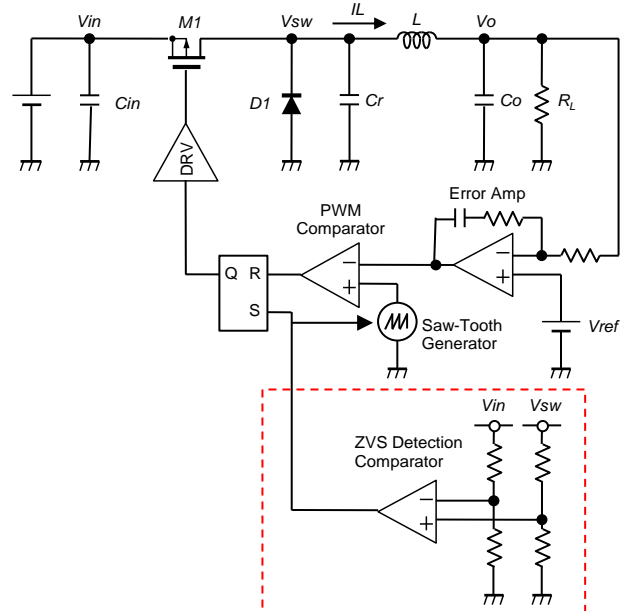 Vin
M1
Vsw
IL
L
Vo
Cin
D1
Cr
Co
RL
DRV
PWM
Comparator
Error Amp
Q
R
S
−
+
−
+
Saw-Tooth
Generator
Vref
Vin
Vsw
ZVS Detection
Comparator
−
+